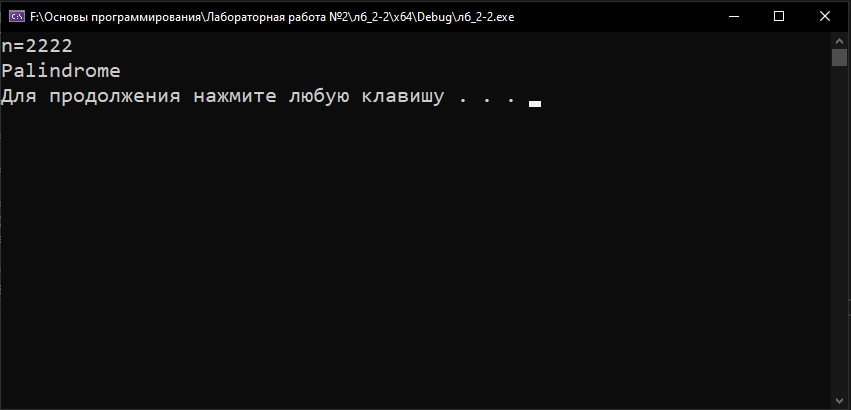 F:\Основы программирования\Лабораторная работа №2\лб_2-2\x64\Debug\лб_2-2.exe
n=2222
Palindrome
Для продолжения нажмите любую клавишу . . .